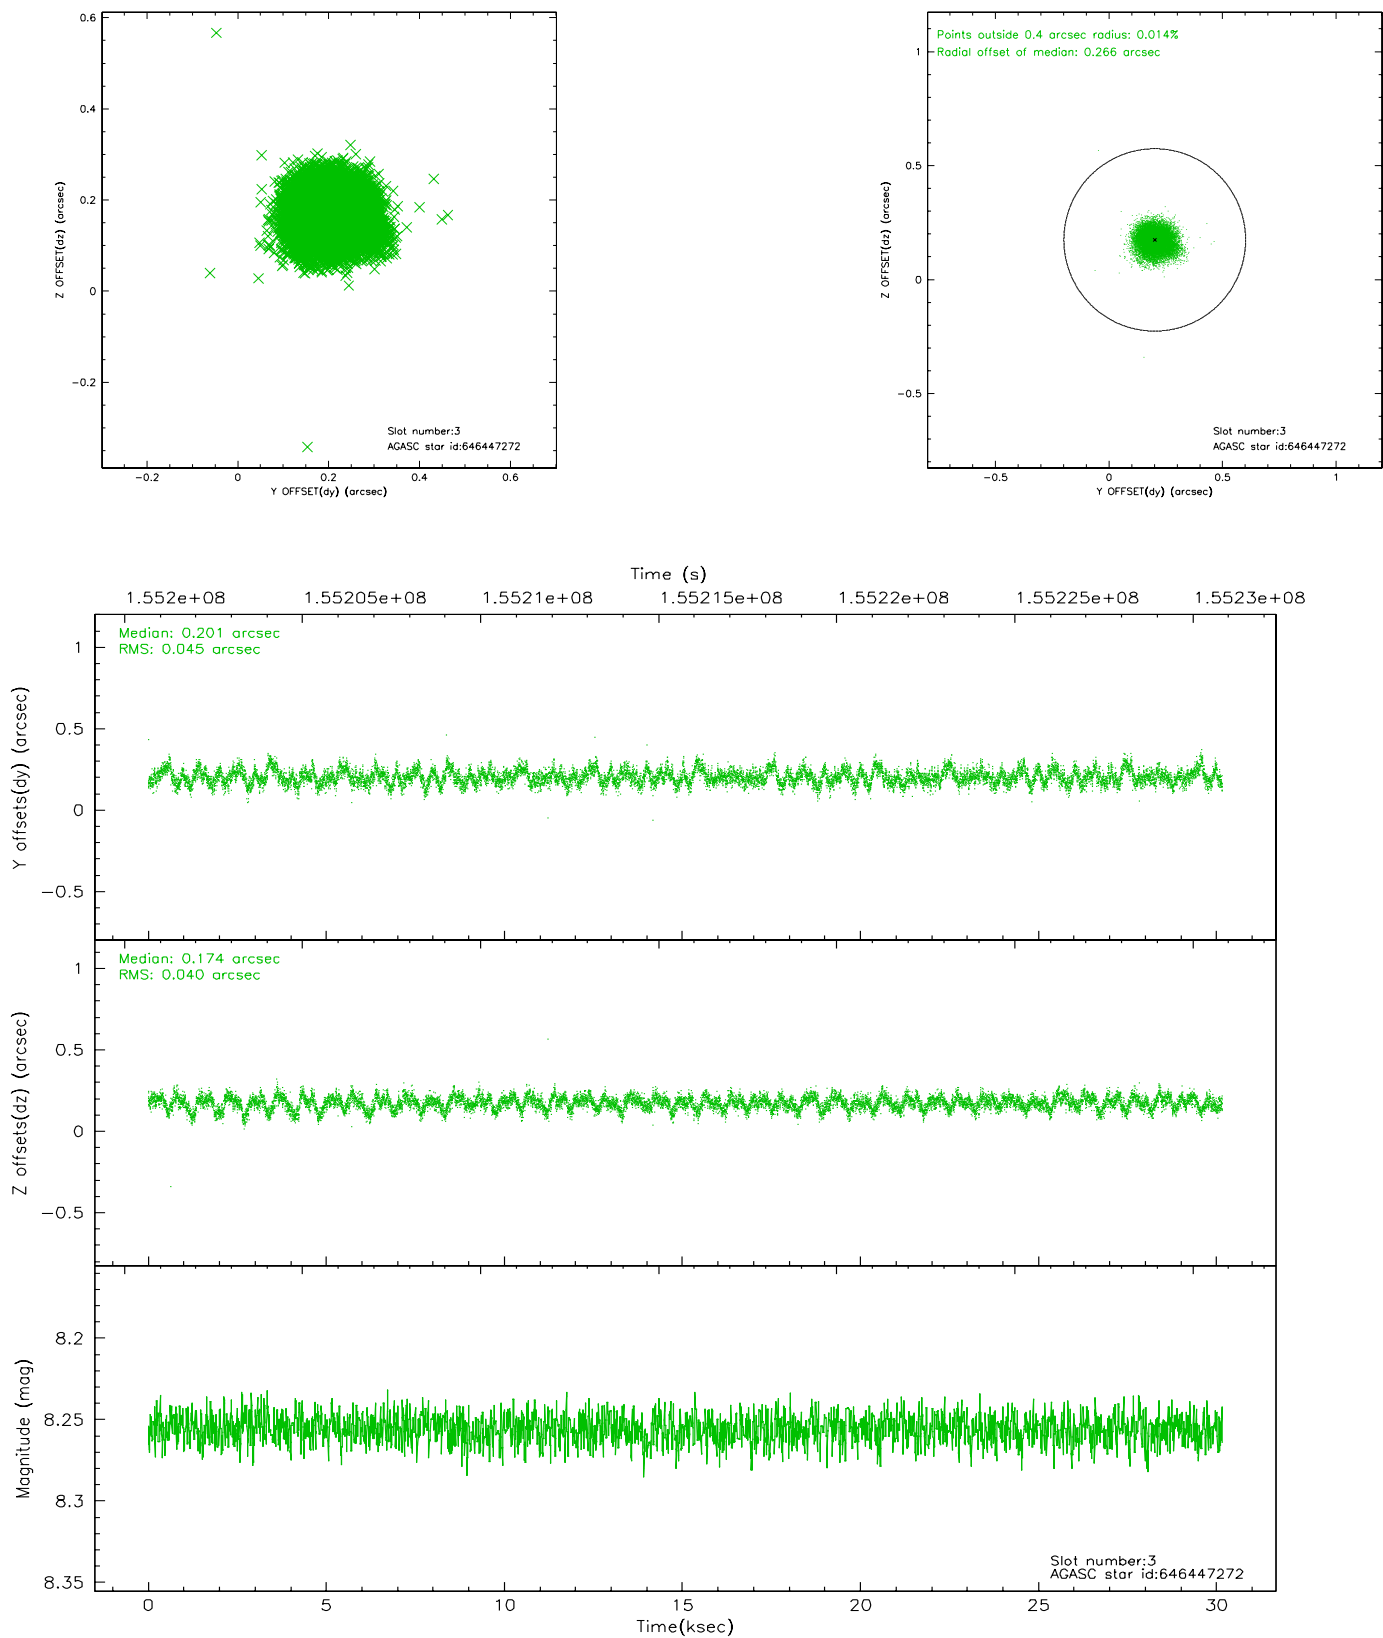 0.6
0.4
0.2
0
−0.2
Z OFFSET(dz) (arcsec)
Slot number:3
AGASC star id:646447272
−0.2 0 0.2 0.4 0.6
Y OFFSET(dy) (arcsec)
Points outside 0.4 arcsec radius: 0.014%
Radial offset of median: 0.266 arcsec
1
0.5
0
−0.5
Z OFFSET(dz) (arcsec)
Slot number:3
AGASC star id:646447272
−0.5 0 0.5 1
Y OFFSET(dy) (arcsec)
Time (s)
1.552e+08 1.55205e+08 1.5521e+08 1.55215e+08 1.5522e+08 1.55225e+08 1.5523e+08
Median: 0.201 arcsec
RMS: 0.045 arcsec
1
0.5
0
−0.5
Y offsets(dy) (arcsec)
Median: 0.174 arcsec
RMS: 0.040 arcsec
1
0.5
0
−0.5
Z offsets(dz) (arcsec)
8.2
8.25
8.3
8.35
Magnitude (mag)
Slot number:3
AGASC star id:646447272
0 5 10 15 20 25 30
Time(ksec)